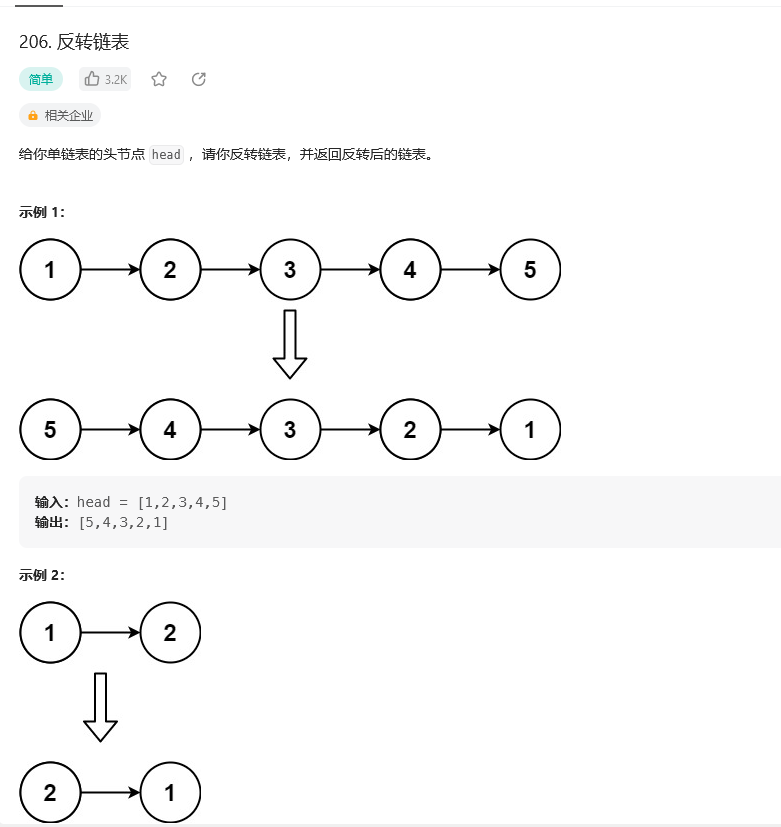 206. 反转链表
简单 3.2K
相关企业
给你单链表的头节点 head ，请你反转链表，并返回反转后的链表。
示例 1：
1 2 3 4 5
5 4 3 2 1
输入：head = [1,2,3,4,5]
输出：[5,4,3,2,1]
示例 2：
1 2
2 1